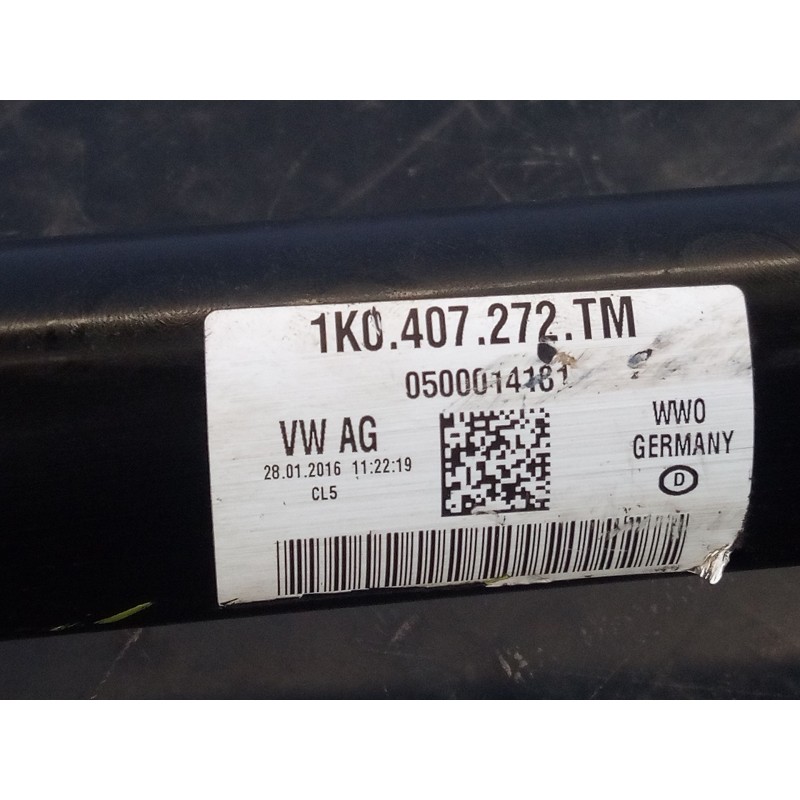 1K0.407.272.TM
0500014181
VW AG
28.01.2016 11:22:19
CL5
WWO
GERMANY
D